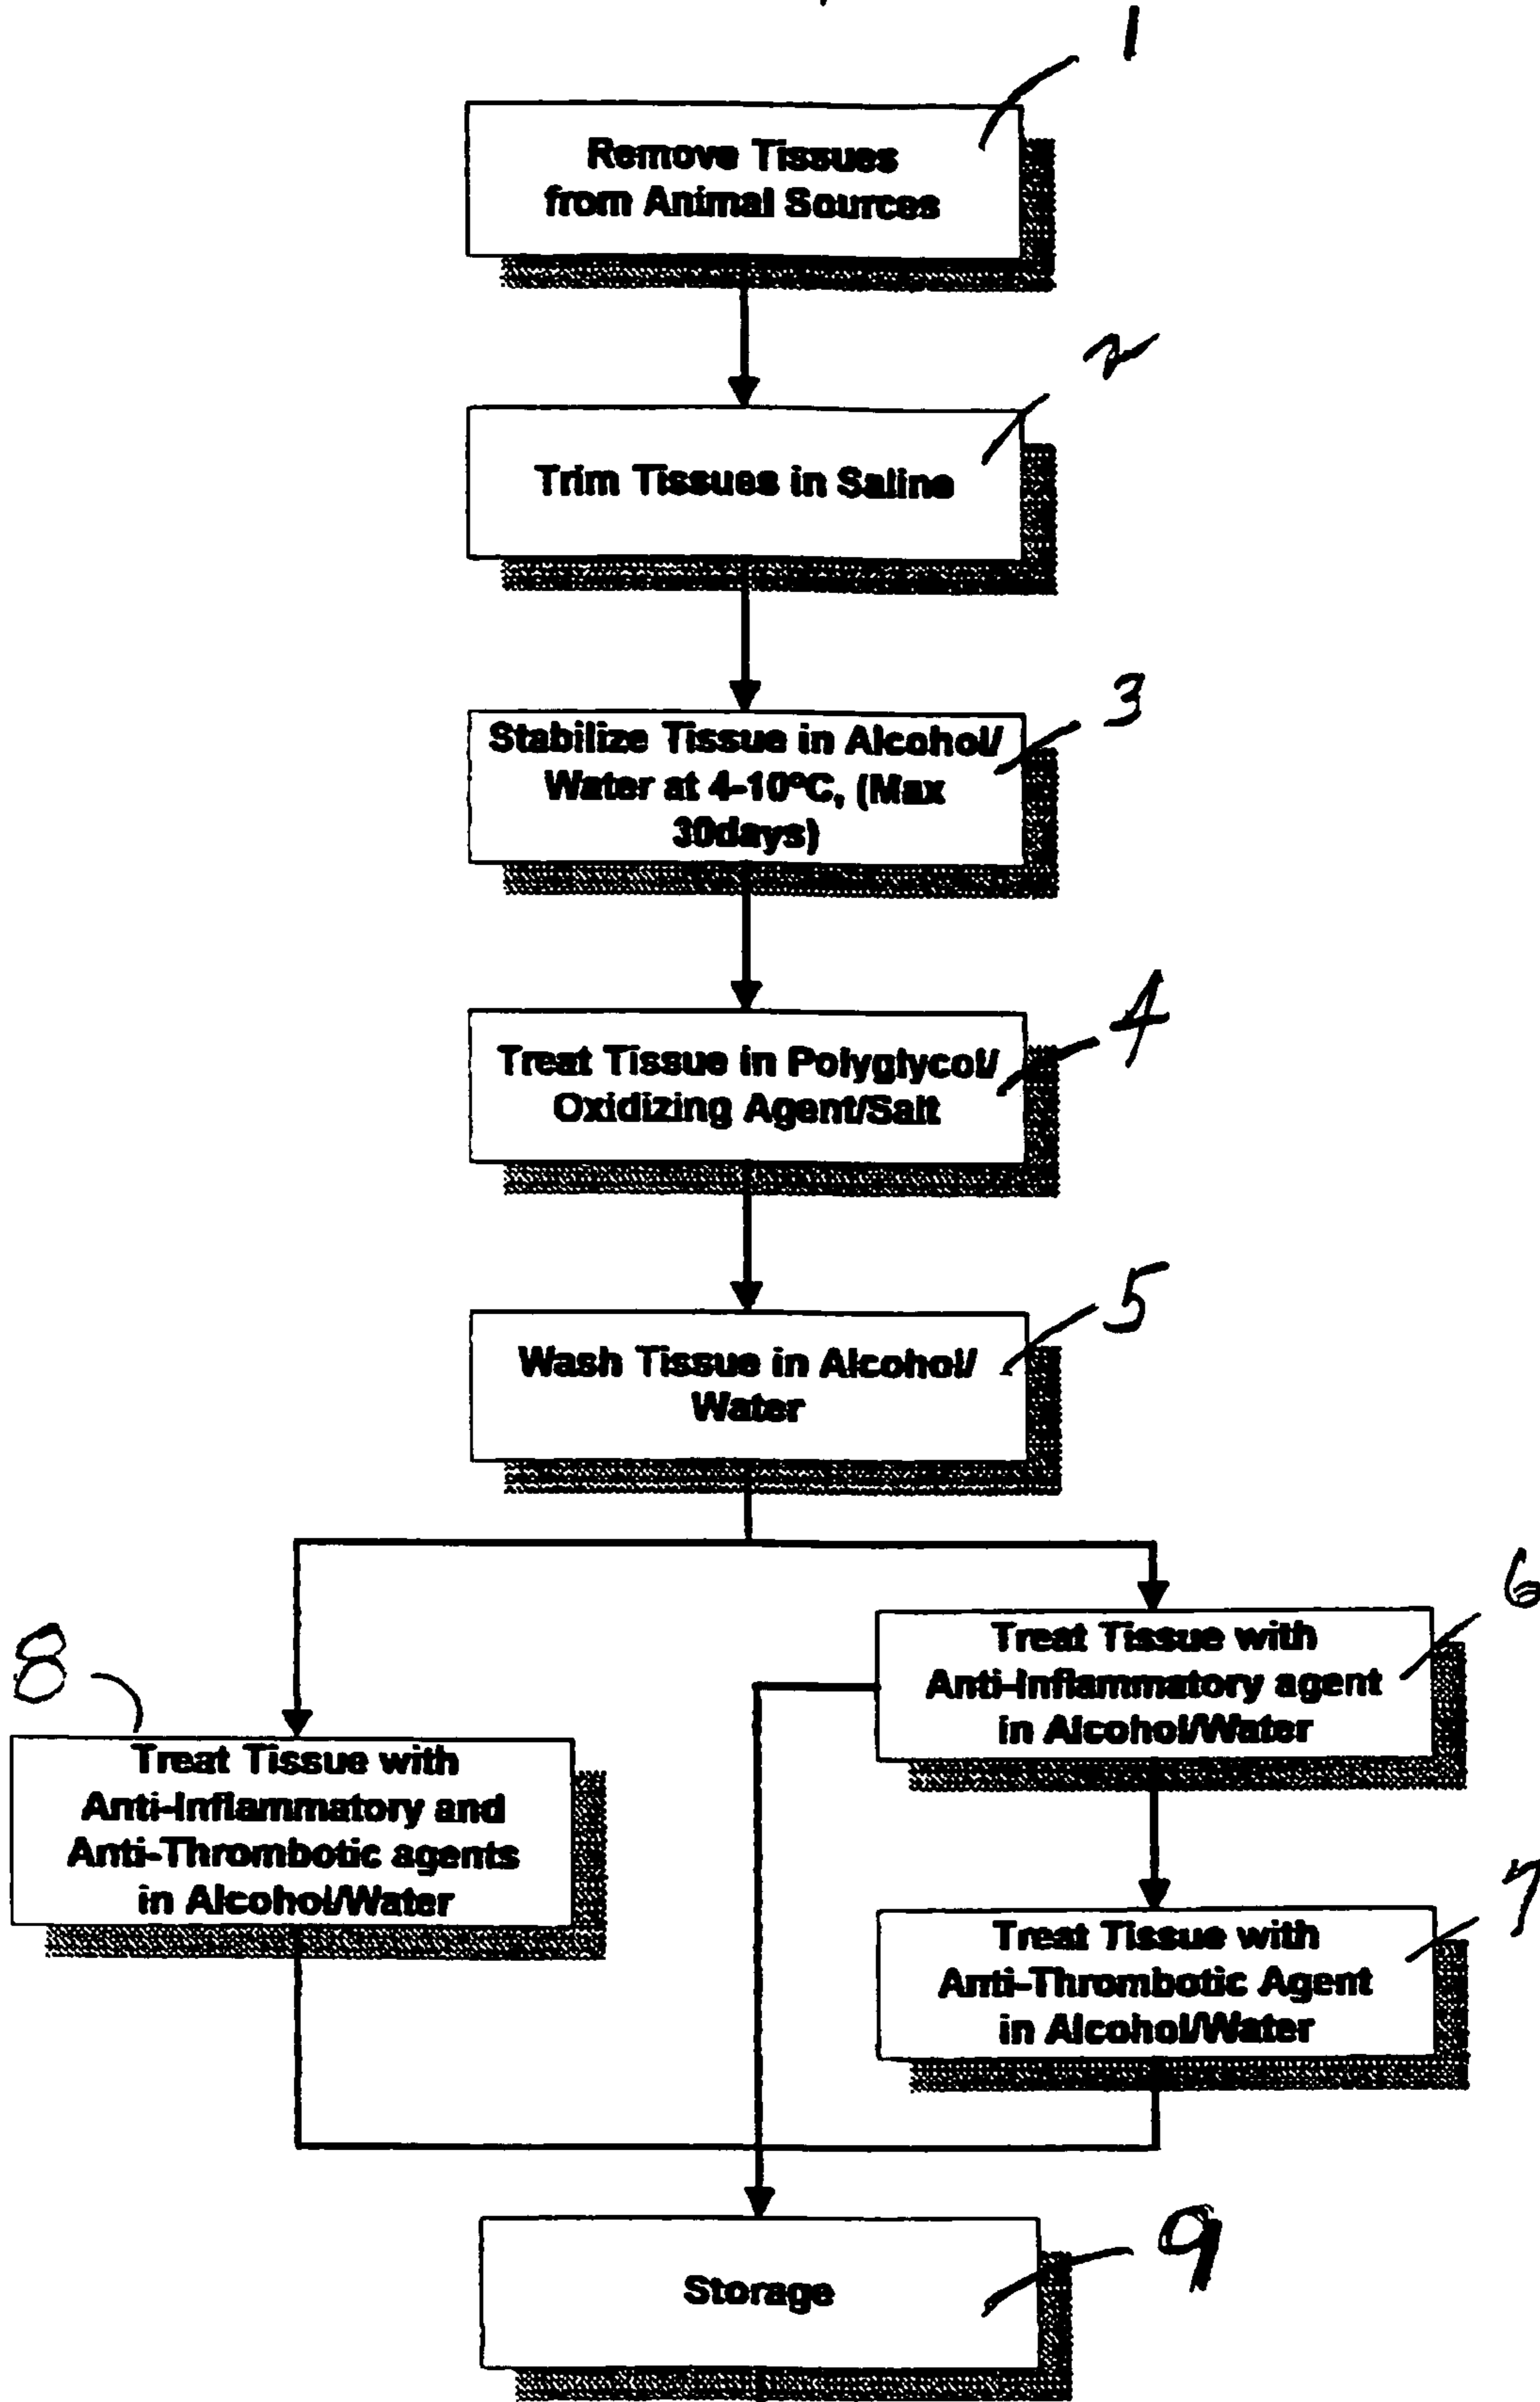 1
Remove Tissues
from Animal Sources
2
Trim Tissues in Saline
3
Stabilize Tissue in Alcohol/
Water at 4-10°C, (Max
30days)
4
Treat Tissue in Polyglycol/
Oxidizing Agent/Salt
5
Wash Tissue in Alcohol/
Water
6
Treat Tissue with
Anti-Inflammatory agent
in Alcohol/Water
8
Treat Tissue with
Anti-Inflammatory and
Anti-Thrombotic agents
in Alcohol/Water
7
Treat Tissue with
Anti-Thrombotic Agent
in Alcohol/Water
9
Storage